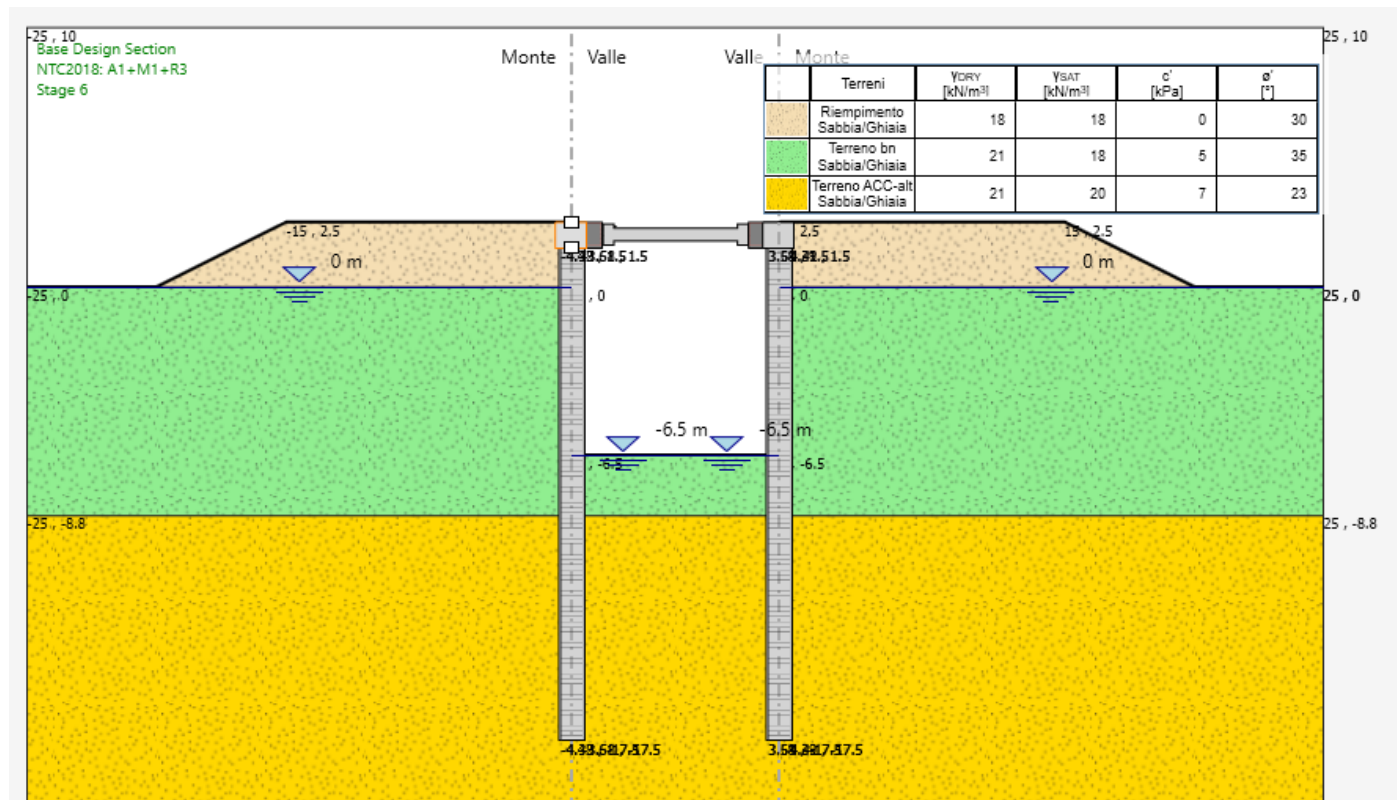 -25 , 10
25 , 10
Base Design Section
NTC2018: A1+M1+R3
Stage 6
Monte
Valle
Valle
Monte
Terreni γDRY [kN/m³] γSAT [kN/m³] c' [kPa] ø' [°]
Riempimento Sabbia/Ghiaia 18 18 0 30
Terreno bn Sabbia/Ghiaia 21 18 5 35
Terreno ACC-alt Sabbia/Ghiaia 21 20 7 23
-15 , 2.5
2.5
15 , 2.5
0 m
0 m
-25 , 0
, 0
, 0
25 , 0
-6.5 m
-6.5 m
, -6.5
, -6.5
-25 , -8.8
25 , -8.8